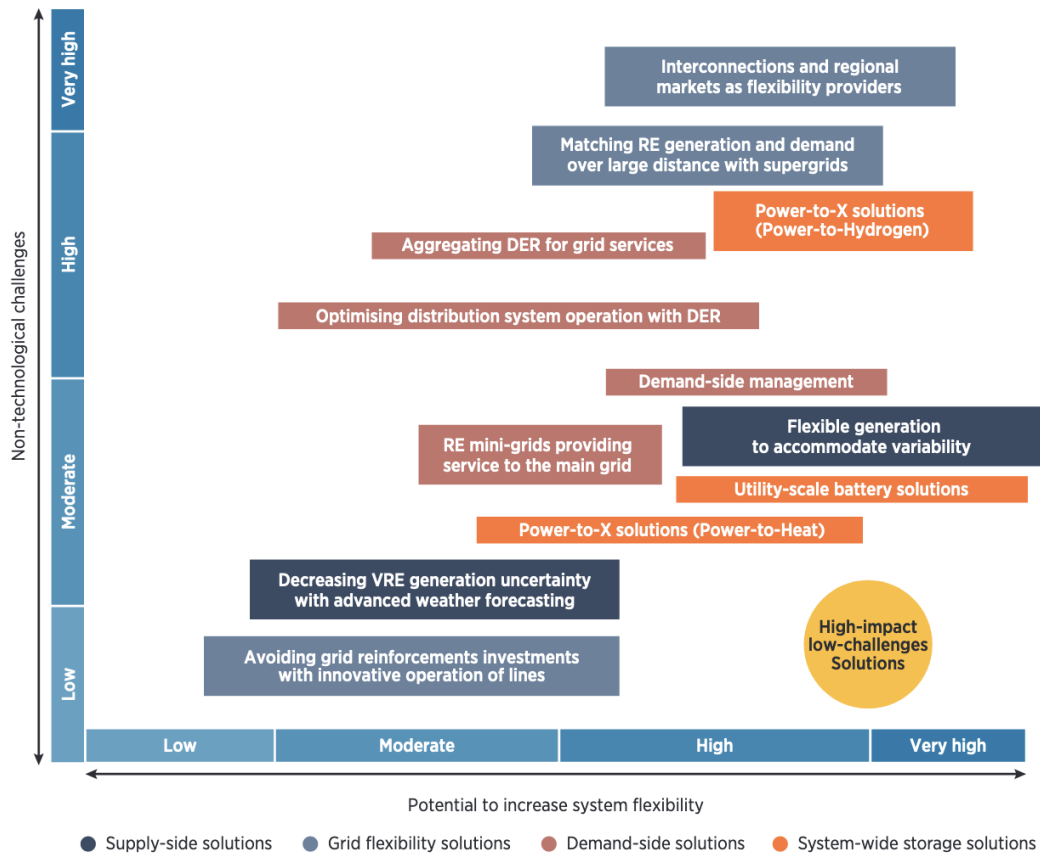 Non-technological challenges
Very high
High
Moderate
Low
Interconnections and regional
markets as flexibility providers
Matching RE generation and demand
over large distance with supergrids
Power-to-X solutions
(Power-to-Hydrogen)
Aggregating DER for grid services
Optimising distribution system operation with DER
Demand-side management
Flexible generation
to accommodate variability
RE mini-grids providing
service to the main grid
Utility-scale battery solutions
Power-to-X solutions (Power-to-Heat)
Decreasing VRE generation uncertainty
with advanced weather forecasting
High-impact
low-challenges
Solutions
Avoiding grid reinforcements investments
with innovative operation of lines
Low
Moderate
High
Very high
Potential to increase system flexibility
Supply-side solutions
Grid flexibility solutions
Demand-side solutions
System-wide storage solutions